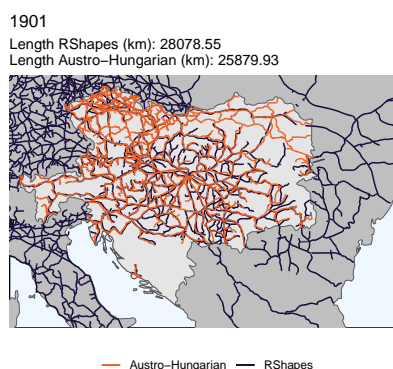 1901
Length RShapes (km): 28078.55
Length Austro−Hungarian (km): 25879.93
Austro−Hungarian RShapes